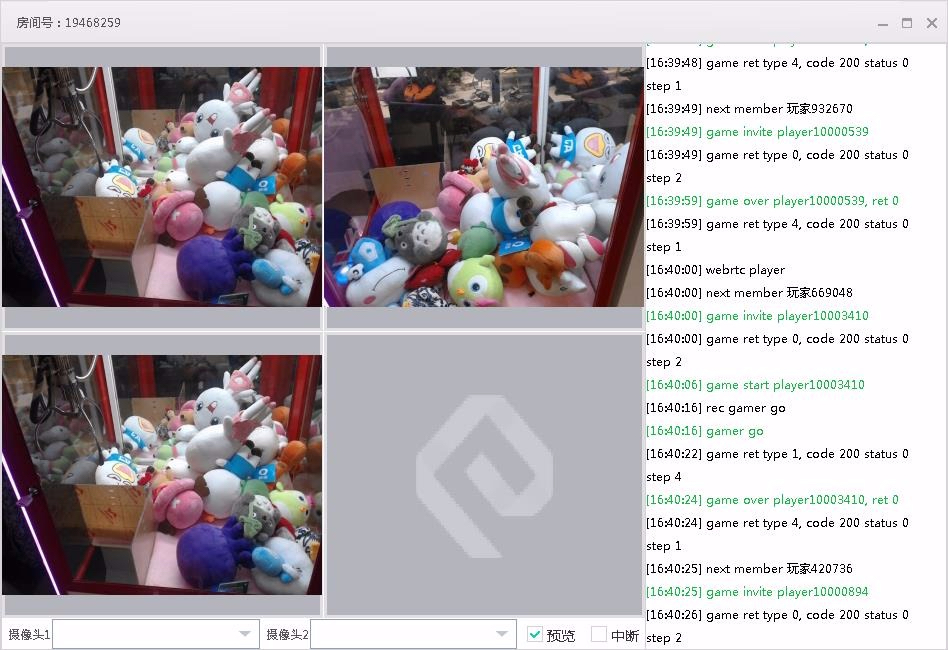 房间号：19468259
[16:39:48] game ret type 4, code 200 status 0
step 1
[16:39:49] next member 玩家932670
[16:39:49] game invite player10000539
[16:39:49] game ret type 0, code 200 status 0
step 2
[16:39:59] game over player10000539, ret 0
[16:39:59] game ret type 4, code 200 status 0
step 1
[16:40:00] webrtc player
[16:40:00] next member 玩家669048
[16:40:00] game invite player10003410
[16:40:00] game ret type 0, code 200 status 0
step 2
[16:40:06] game start player10003410
[16:40:16] rec gamer go
[16:40:16] gamer go
[16:40:22] game ret type 1, code 200 status 0
step 4
[16:40:24] game over player10003410, ret 0
[16:40:24] game ret type 4, code 200 status 0
step 1
[16:40:25] next member 玩家420736
[16:40:25] game invite player10000894
[16:40:26] game ret type 0, code 200 status 0
step 2
摄像头1
摄像头2
预览
中断